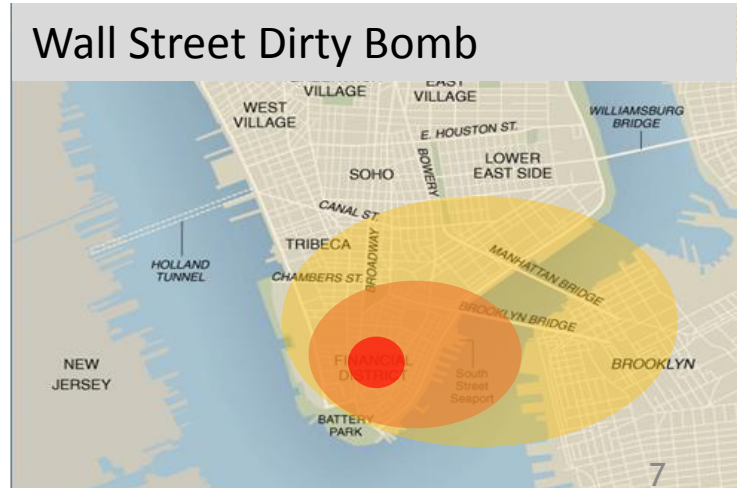 Wall Street Dirty Bomb
VILLAGE
EAST
VILLAGE
WEST
VILLAGE
WILLIAMSBURG
BRIDGE
E. HOUSTON ST.
BOWERY
LOWER
EAST SIDE
SOHO
CANAL ST.
TRIBECA
BROADWAY
HOLLAND
TUNNEL
CHAMBERS ST.
MANHATTAN
BRIDGE
BROOKLYN BRIDGE
NEW
JERSEY
FINANCIAL
DISTRICT
South
Street
Seaport
BROOKLYN
BATTERY
PARK
7